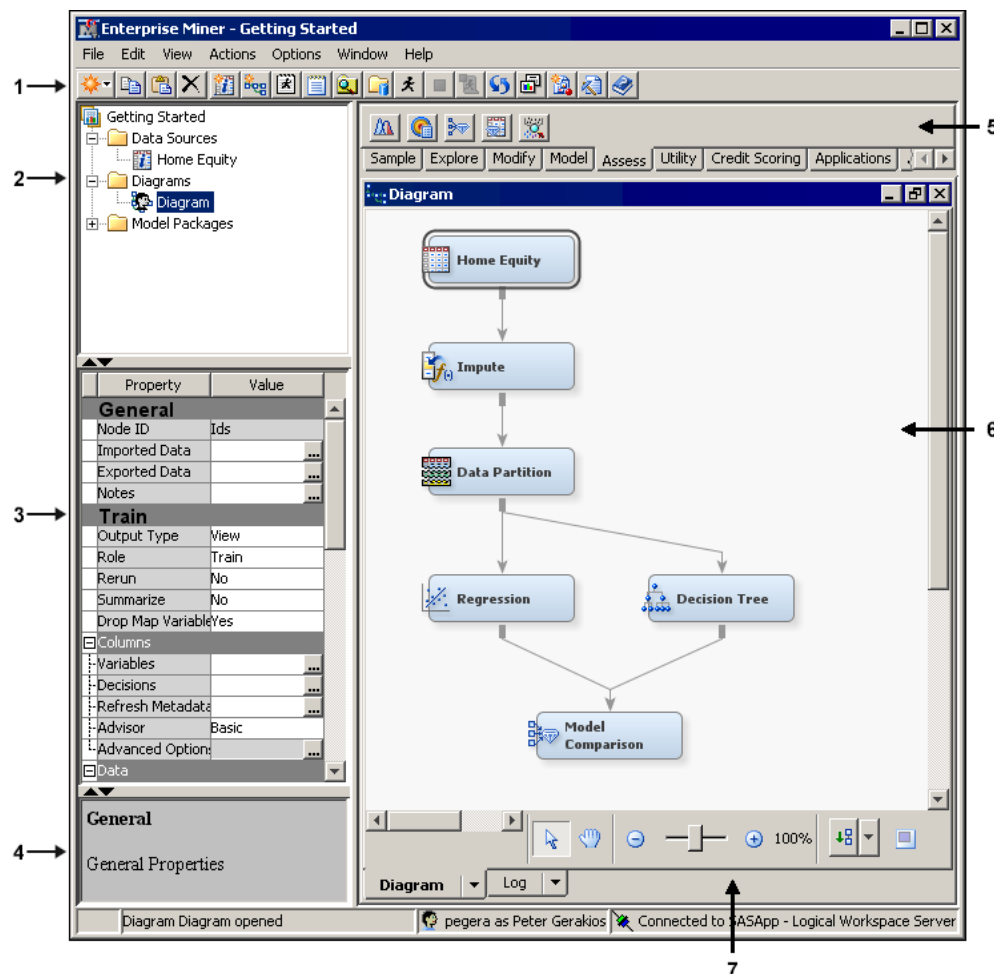 Enterprise Miner - Getting Started
File Edit View Actions Options Window Help
1
Getting Started
Data Sources
Home Equity
Diagrams
Diagram
Model Packages
2
5
Sample Explore Modify Model Assess Utility Credit Scoring Applications
Diagram
Home Equity
Impute
Data Partition
Regression
Decision Tree
Model
Comparison
6
Property Value
General
Node ID Ids
Imported Data ...
Exported Data ...
Notes ...
3
Train
Output Type View
Role Train
Rerun No
Summarize No
Drop Map Variable Yes
Columns
Variables ...
Decisions ...
Refresh Metadata ...
Advisor Basic
Advanced Option ...
Data
4
General
General Properties
100%
Diagram Log
7
Diagram Diagram opened
pegera as Peter Gerakios
Connected to SASApp - Logical Workspace Server